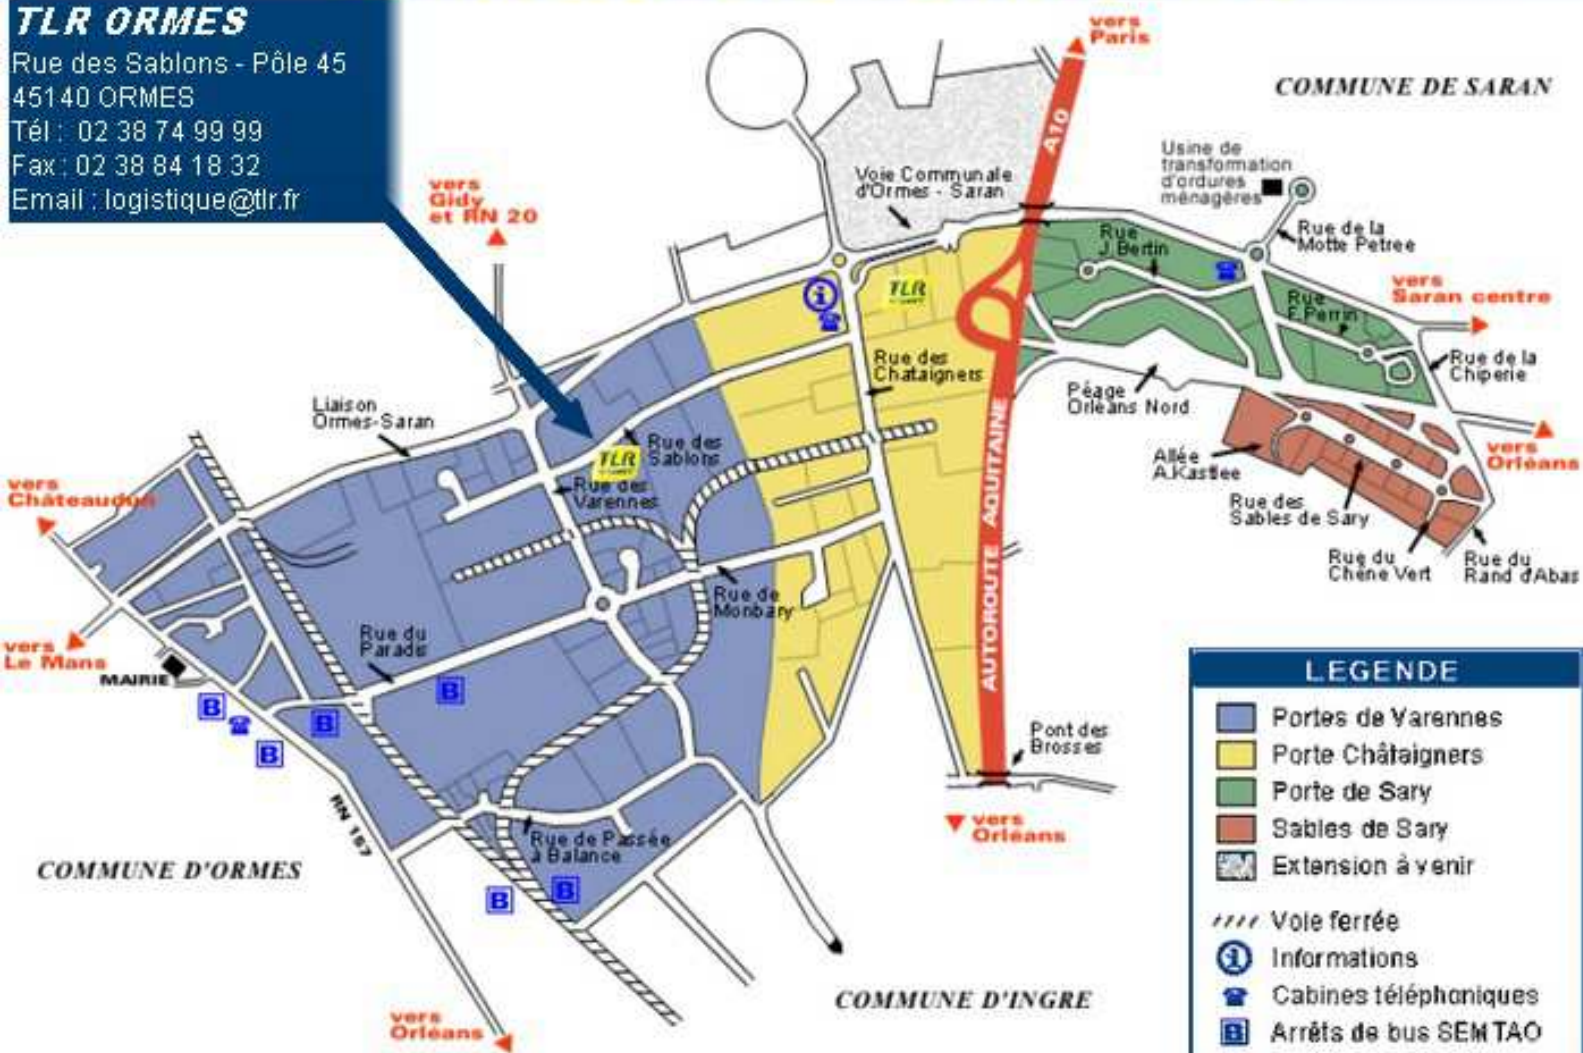 TLR ORMES
Rue des Sablons - Pôle 45
45140 ORMES
Tél : 02 38 74 99 99
Fax : 02 38 84 18 32
Email : logistique@tlr.fr
vers
Paris
COMMUNE DE SARAN
A10
Usine de
transformation
d'ordures
ménagères
Voie Communale
d'Ormes - Saran
vers
Gidy
et RN 20
Rue de la
Motte Petree
Rue
J. Bertin
vers
Saran centre
TLR
Rue
F. Perrin
Rue des
Chataigners
Rue de la
Chiperie
Péage
Orléans Nord
Liaison
Ormes-Saran
Rue des
Sablons
TLR
Rue des
Varennes
Allée
A.Kastlee
vers
Orléans
vers
Châteaudun
Rue des
Sables de Sary
AUTOROUTE AQUITAINE
Rue du
Chêne Vert
Rue du
Rand d'Abas
Rue de
Monbary
Rue du
Paradis
vers
Le Mans
MAIRIE
B
B
B
B
Pont des
Brosses
RN 157
vers
Orléans
Rue de Passée
à Balance
COMMUNE D'ORMES
B
B
COMMUNE D'INGRE
vers
Orléans
LEGENDE
Portes de Varennes
Porte Châtaigners
Porte de Sary
Sables de Sary
Extension à venir
Voie ferrée
i Informations
Cabines téléphoniques
B Arrêts de bus SEMTAO